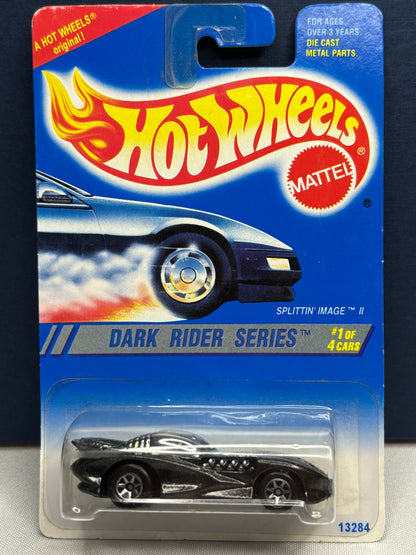 A HOT WHEELS®
original!
FOR AGES
OVER 3 YEARS.
DIE CAST
METAL PARTS.
HOT WHEELS®
MATTEL
®
SPLITTIN' IMAGE™ II
DARK RIDER SERIES™
#1 OF
4 CARS
13284